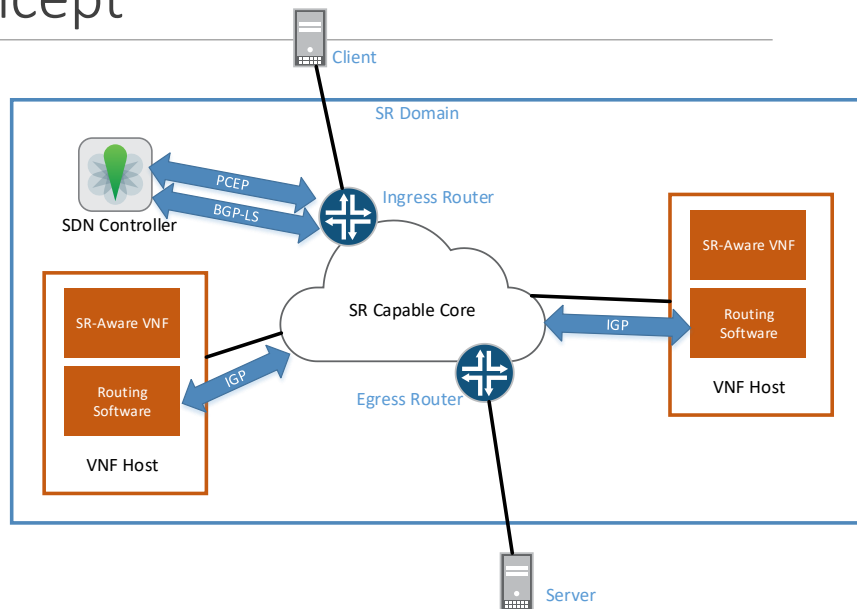 Client
SR Domain
PCEP
BGP-LS
Ingress Router
SDN Controller
SR-Aware VNF
SR-Aware VNF
SR Capable Core
Routing
Software
IGP
VNF Host
IGP
Routing
Software
Egress Router
VNF Host
Server